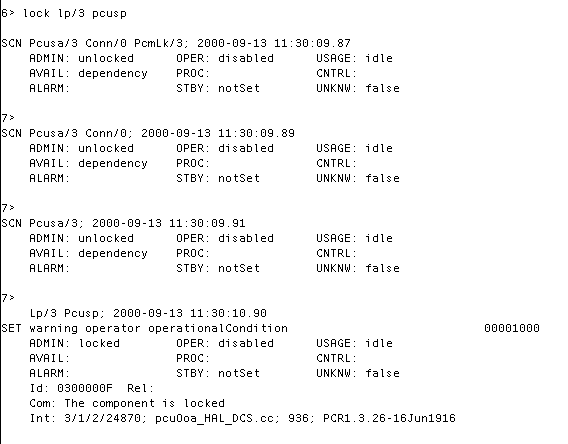 6> lock lp/3 pcusp
SCN Pcusa/3 Conn/0 PcmLk/3; 2000-09-13 11:30:09.87
ADMIN: unlocked OPER: disabled USAGE: idle
AVAIL: dependency PROC: CNTRL:
ALARM: STBY: notSet UNKNW: false
7>
SCN Pcusa/3 Conn/0; 2000-09-13 11:30:09.89
ADMIN: unlocked OPER: disabled USAGE: idle
AVAIL: dependency PROC: CNTRL:
ALARM: STBY: notSet UNKNW: false
7>
SCN Pcusa/3; 2000-09-13 11:30:09.91
ADMIN: unlocked OPER: disabled USAGE: idle
AVAIL: dependency PROC: CNTRL:
ALARM: STBY: notSet UNKNW: false
7>
Lp/3 Pcusp; 2000-09-13 11:30:10.90
SET warning operator operationalCondition 00001000
ADMIN: locked OPER: disabled USAGE: idle
AVAIL: PROC: CNTRL:
ALARM: STBY: notSet UNKNW: false
Id: 0300000F Rel:
Com: The component is locked
Int: 3/1/2/24870; pcuOoa_HAL_DCS.cc; 936; PCR1.3.26-16Jun1916